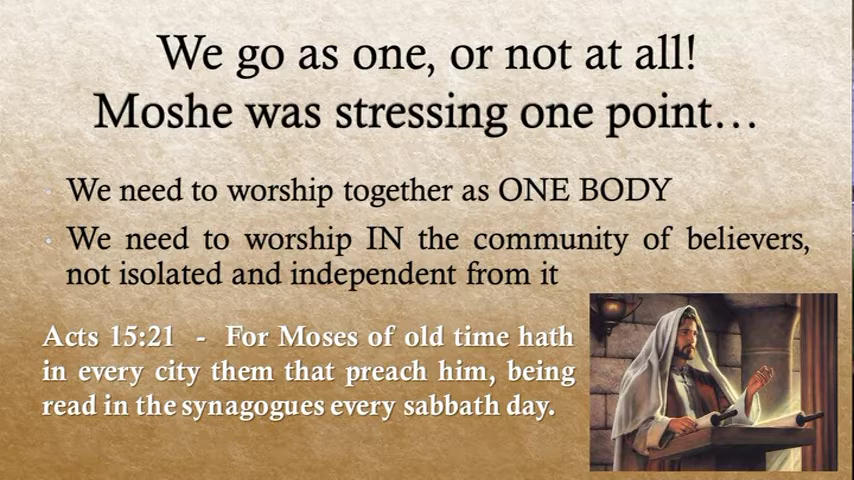 We go as one, or not at all!
Moshe was stressing one point…
We need to worship together as ONE BODY
We need to worship IN the community of believers,
not isolated and independent from it
Acts 15:21 - For Moses of old time hath
in every city them that preach him, being
read in the synagogues every sabbath day.